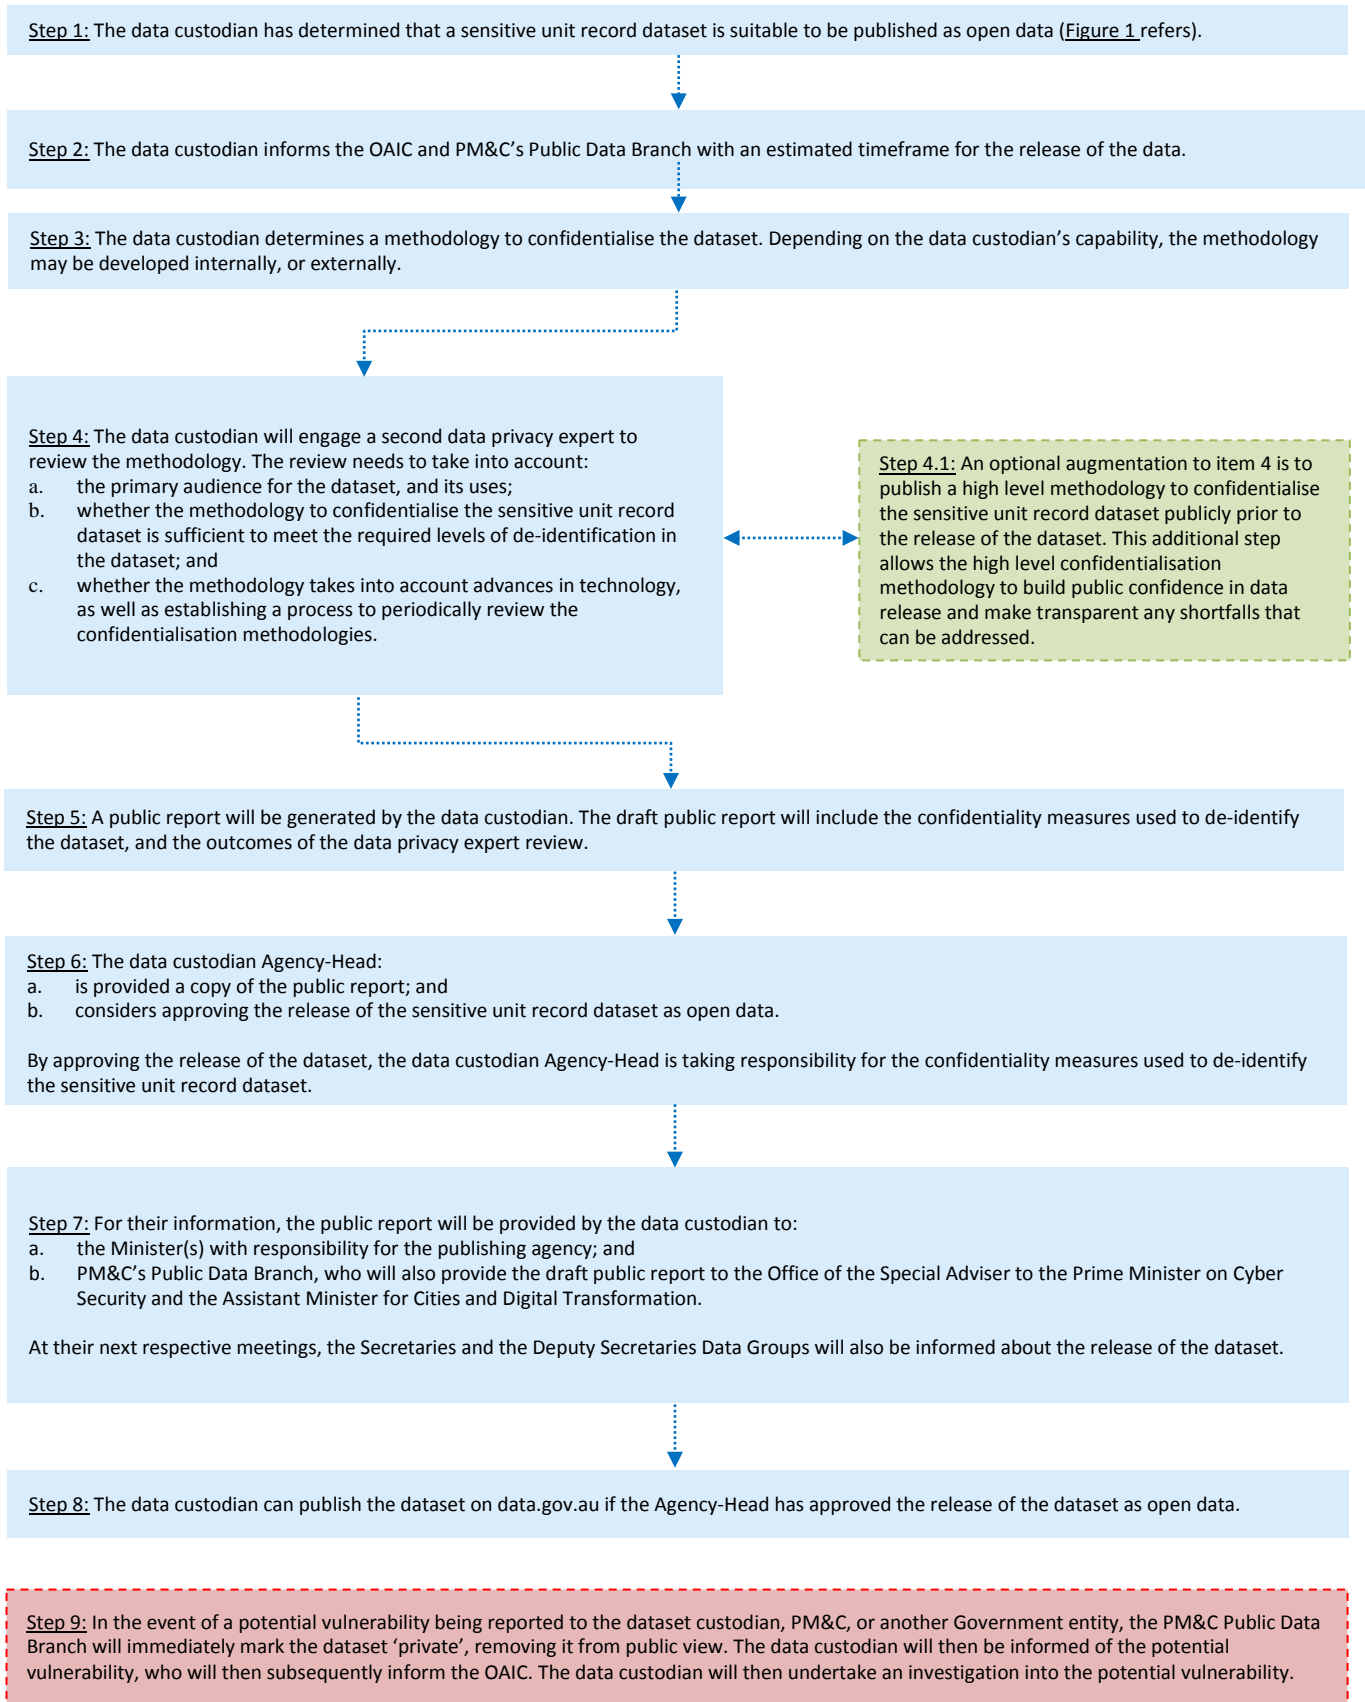 Step 1: The data custodian has determined that a sensitive unit record dataset is suitable to be published as open data (Figure 1 refers).
Step 2: The data custodian informs the OAIC and PM&C's Public Data Branch with an estimated timeframe for the release of the data.
Step 3: The data custodian determines a methodology to confidentialise the dataset. Depending on the data custodian's capability, the methodology
may be developed internally, or externally.
Step 4: The data custodian will engage a second data privacy expert to
review the methodology. The review needs to take into account:
a. the primary audience for the dataset, and its uses;
b. whether the methodology to confidentialise the sensitive unit record
dataset is sufficient to meet the required levels of de-identification in
the dataset; and
c. whether the methodology takes into account advances in technology,
as well as establishing a process to periodically review the
confidentialisation methodologies.
Step 4.1: An optional augmentation to item 4 is to
publish a high level methodology to confidentialise
the sensitive unit record dataset publicly prior to
the release of the dataset. This additional step
allows the high level confidentialisation
methodology to build public confidence in data
release and make transparent any shortfalls that
can be addressed.
Step 5: A public report will be generated by the data custodian. The draft public report will include the confidentiality measures used to de-identify
the dataset, and the outcomes of the data privacy expert review.
Step 6: The data custodian Agency-Head:
a. is provided a copy of the public report; and
b. considers approving the release of the sensitive unit record dataset as open data.
By approving the release of the dataset, the data custodian Agency-Head is taking responsibility for the confidentiality measures used to de-identify
the sensitive unit record dataset.
Step 7: For their information, the public report will be provided by the data custodian to:
a. the Minister(s) with responsibility for the publishing agency; and
b. PM&C's Public Data Branch, who will also provide the draft public report to the Office of the Special Adviser to the Prime Minister on Cyber
Security and the Assistant Minister for Cities and Digital Transformation.
At their next respective meetings, the Secretaries and the Deputy Secretaries Data Groups will also be informed about the release of the dataset.
Step 8: The data custodian can publish the dataset on data.gov.au if the Agency-Head has approved the release of the dataset as open data.
Step 9: In the event of a potential vulnerability being reported to the dataset custodian, PM&C, or another Government entity, the PM&C Public Data
Branch will immediately mark the dataset 'private', removing it from public view. The data custodian will then be informed of the potential
vulnerability, who will then subsequently inform the OAIC. The data custodian will then undertake an investigation into the potential vulnerability.